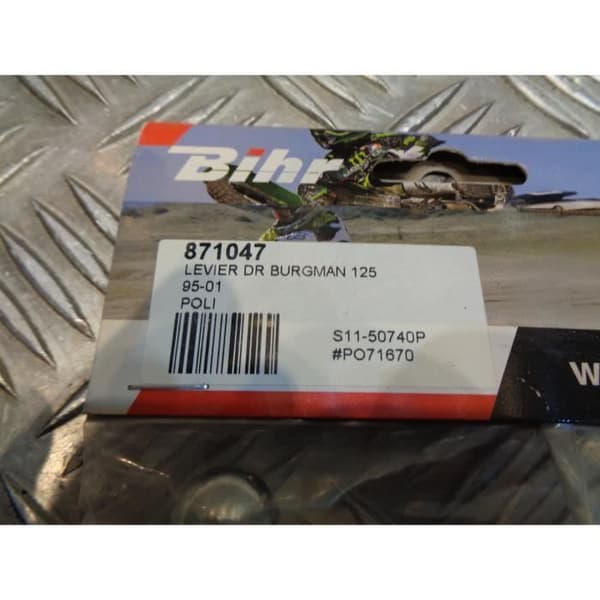 Bihr
871047
LEVIER DR BURGMAN 125
95-01
POLI
S11-50740P
#PO71670
W